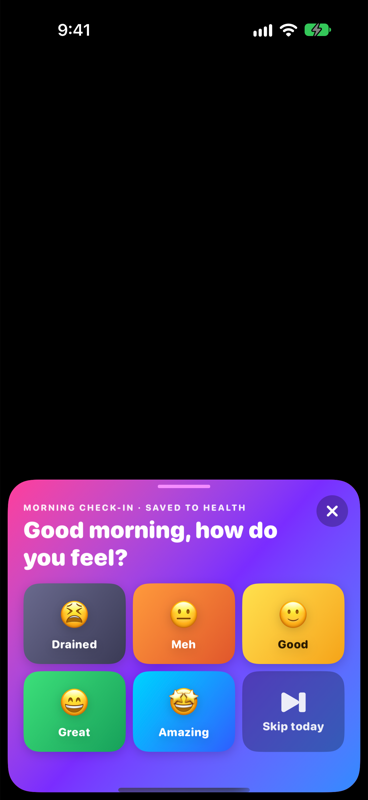 9:41
MORNING CHECK-IN · SAVED TO HEALTH
Good morning, how do
you feel?
Drained
Meh
Good
Great
Amazing
Skip today